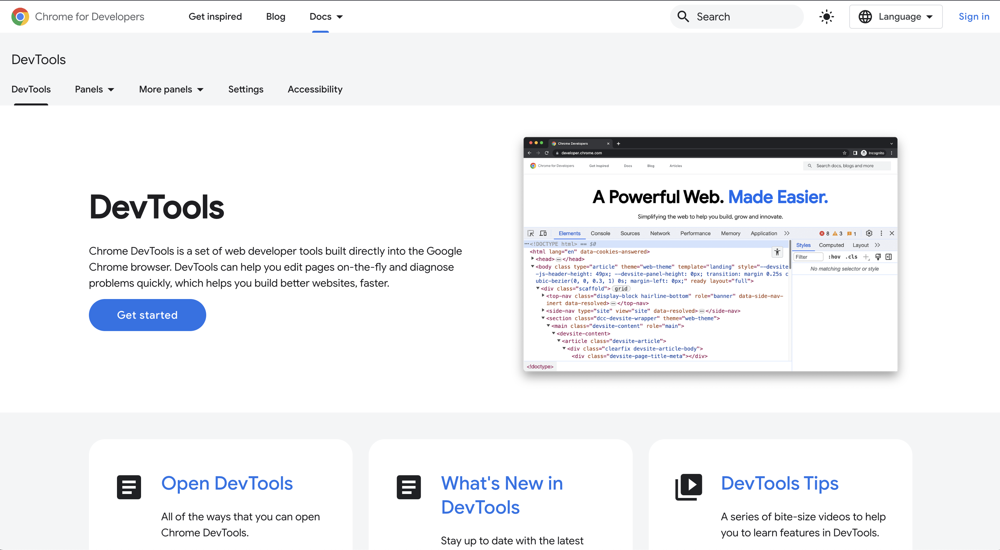 Chrome for Developers
Get inspired
Blog
Docs
Search
Language
Sign in
DevTools
DevTools
Panels
More panels
Settings
Accessibility
DevTools
Chrome DevTools is a set of web developer tools built directly into the Google
Chrome browser. DevTools can help you edit pages on-the-fly and diagnose
problems quickly, which helps you build better websites, faster.
Get started
Chrome Developers
developer.chrome.com
Incognito
Chrome for Developers
Get Inspired
Docs
Blog
Articles
Search docs, blogs and more
A Powerful Web. Made Easier.
Simplifying the web to help you build, grow and innovate.
Elements
Console
Sources
Network
Performance
Memory
Application
8
3
1
<!DOCTYPE html> == $0
<html lang="en" data-cookies-answered>
<head> </head>
<body class type="article" theme="web-theme" template="landing" style="--devsite
-js-header-height: 49px; --devsite-panel-height: 0px; transition: margin 0.25s c
ubic-bezier(0, 0, 0.3, 1) 0s; margin-left: 0px;" ready layout="full">
<div class="scaffold"> grid
<top-nav class="display-block hairline-bottom" role="banner" data-side-nav-
inert data-resolved> </top-nav>
<side-nav type="site" view="site" data-resolved> </side-nav>
<section class="dcc-devsite-wrapper" theme="web-theme">
<main class="devsite-content" role="main">
<devsite-content>
<article class="devsite-article">
<div class="clearfix devsite-article-body">
<div class="devsite-page-title-meta"></div>
<!doctype>
Styles
Computed
Layout
Filter
:hov
.cls
No matching selector or style
Open DevTools
All of the ways that you can open
Chrome DevTools.
What's New in
DevTools
Stay up to date with the latest
DevTools Tips
A series of bite-size videos to help
you to learn features in DevTools.